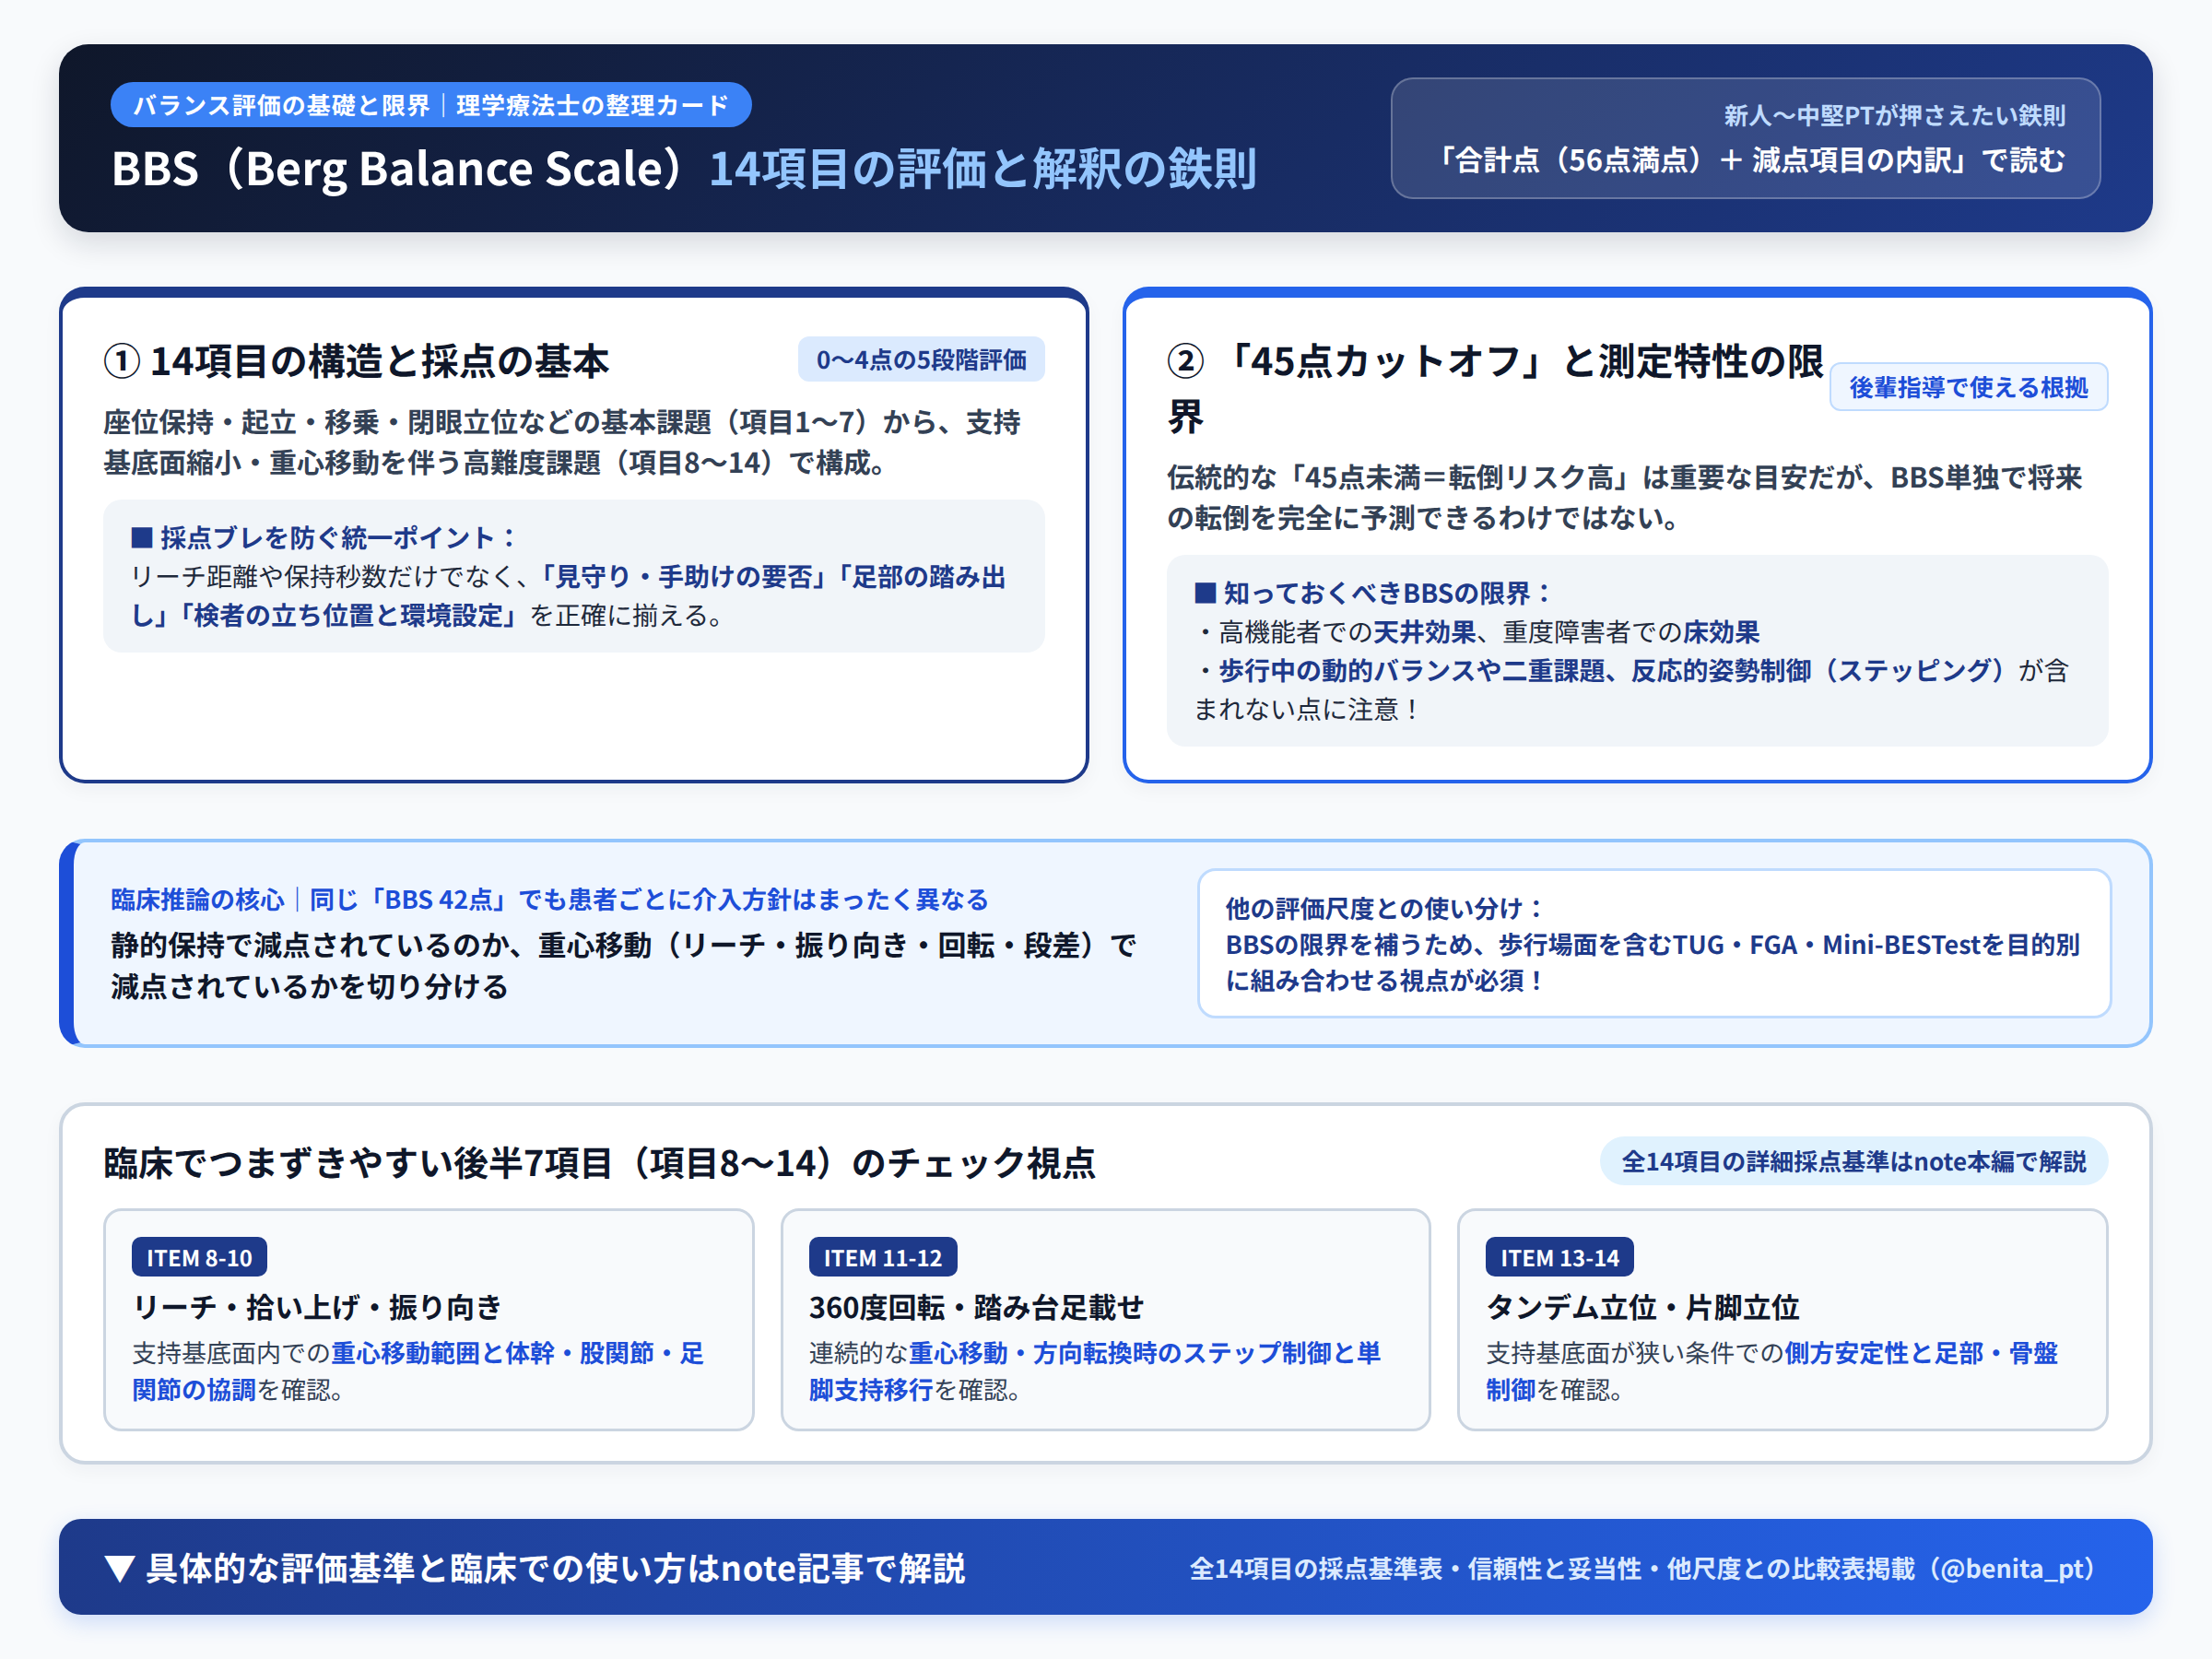 バランス評価の基礎と限界｜理学療法士の整理カード
BBS（Berg Balance Scale）14項目の評価と解釈の鉄則
新人〜中堅PTが押さえたい鉄則
「合計点（56点満点）＋ 減点項目の内訳」で読む
① 14項目の構造と採点の基本
0〜4点の5段階評価
座位保持・起立・移乗・閉眼立位などの基本課題（項目1〜7）から、支持
基底面縮小・重心移動を伴う高難度課題（項目8〜14）で構成。
■ 採点ブレを防ぐ統一ポイント：
リーチ距離や保持秒数だけでなく、「見守り・手助けの要否」「足部の踏み出
し」「検者の立ち位置と環境設定」を正確に揃える。
② 「45点カットオフ」と測定特性の限
界
後輩指導で使える根拠
伝統的な「45点未満＝転倒リスク高」は重要な目安だが、BBS単独で将来
の転倒を完全に予測できるわけではない。
■ 知っておくべきBBSの限界：
・高機能者での天井効果、重度障害者での床効果
・歩行中の動的バランスや二重課題、反応的姿勢制御（ステッピング）が含
まれない点に注意！
臨床推論の核心｜同じ「BBS 42点」でも患者ごとに介入方針はまったく異なる
静的保持で減点されているのか、重心移動（リーチ・振り向き・回転・段差）で
減点されているかを切り分ける
他の評価尺度との使い分け：
BBSの限界を補うため、歩行場面を含むTUG・FGA・Mini-BESTestを目的別
に組み合わせる視点が必須！
臨床でつまずきやすい後半7項目（項目8〜14）のチェック視点
全14項目の詳細採点基準はnote本編で解説
ITEM 8-10
リーチ・拾い上げ・振り向き
支持基底面内での重心移動範囲と体幹・股関節・足
関節の協調を確認。
ITEM 11-12
360度回転・踏み台足載せ
連続的な重心移動・方向転換時のステップ制御と単
脚支持移行を確認。
ITEM 13-14
タンデム立位・片脚立位
支持基底面が狭い条件での側方安定性と足部・骨盤
制御を確認。
▼ 具体的な評価基準と臨床での使い方はnote記事で解説
全14項目の採点基準表・信頼性と妥当性・他尺度との比較表掲載（@benita_pt）